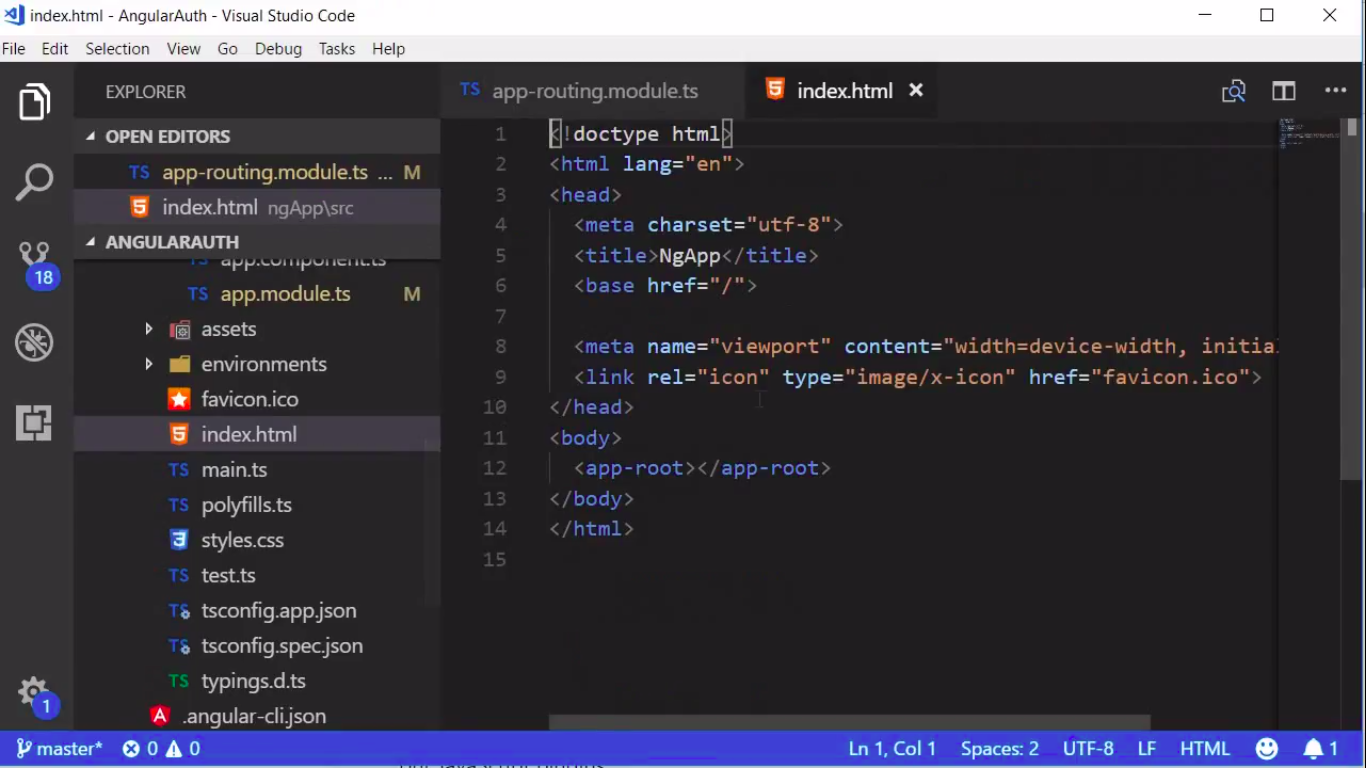 index.html - AngularAuth - Visual Studio Code
File Edit Selection View Go Debug Tasks Help
EXPLORER
OPEN EDITORS
TS app-routing.module.ts ... M
index.html ngApp\src
ANGULARAUTH
TS app.component.ts
TS app.module.ts M
assets
environments
favicon.ico
index.html
TS main.ts
TS polyfills.ts
styles.css
TS test.ts
TS tsconfig.app.json
TS tsconfig.spec.json
TS typings.d.ts
.angular-cli.json
18
1
TS app-routing.module.ts
index.html
1 <!doctype html>
2 <html lang="en">
3 <head>
4 <meta charset="utf-8">
5 <title>NgApp</title>
6 <base href="/">
7
8 <meta name="viewport" content="width=device-width, initial
9 <link rel="icon" type="image/x-icon" href="favicon.ico">
10 </head>
11 <body>
12 <app-root></app-root>
13 </body>
14 </html>
15
master* 0 0 Ln 1, Col 1 Spaces: 2 UTF-8 LF HTML 1